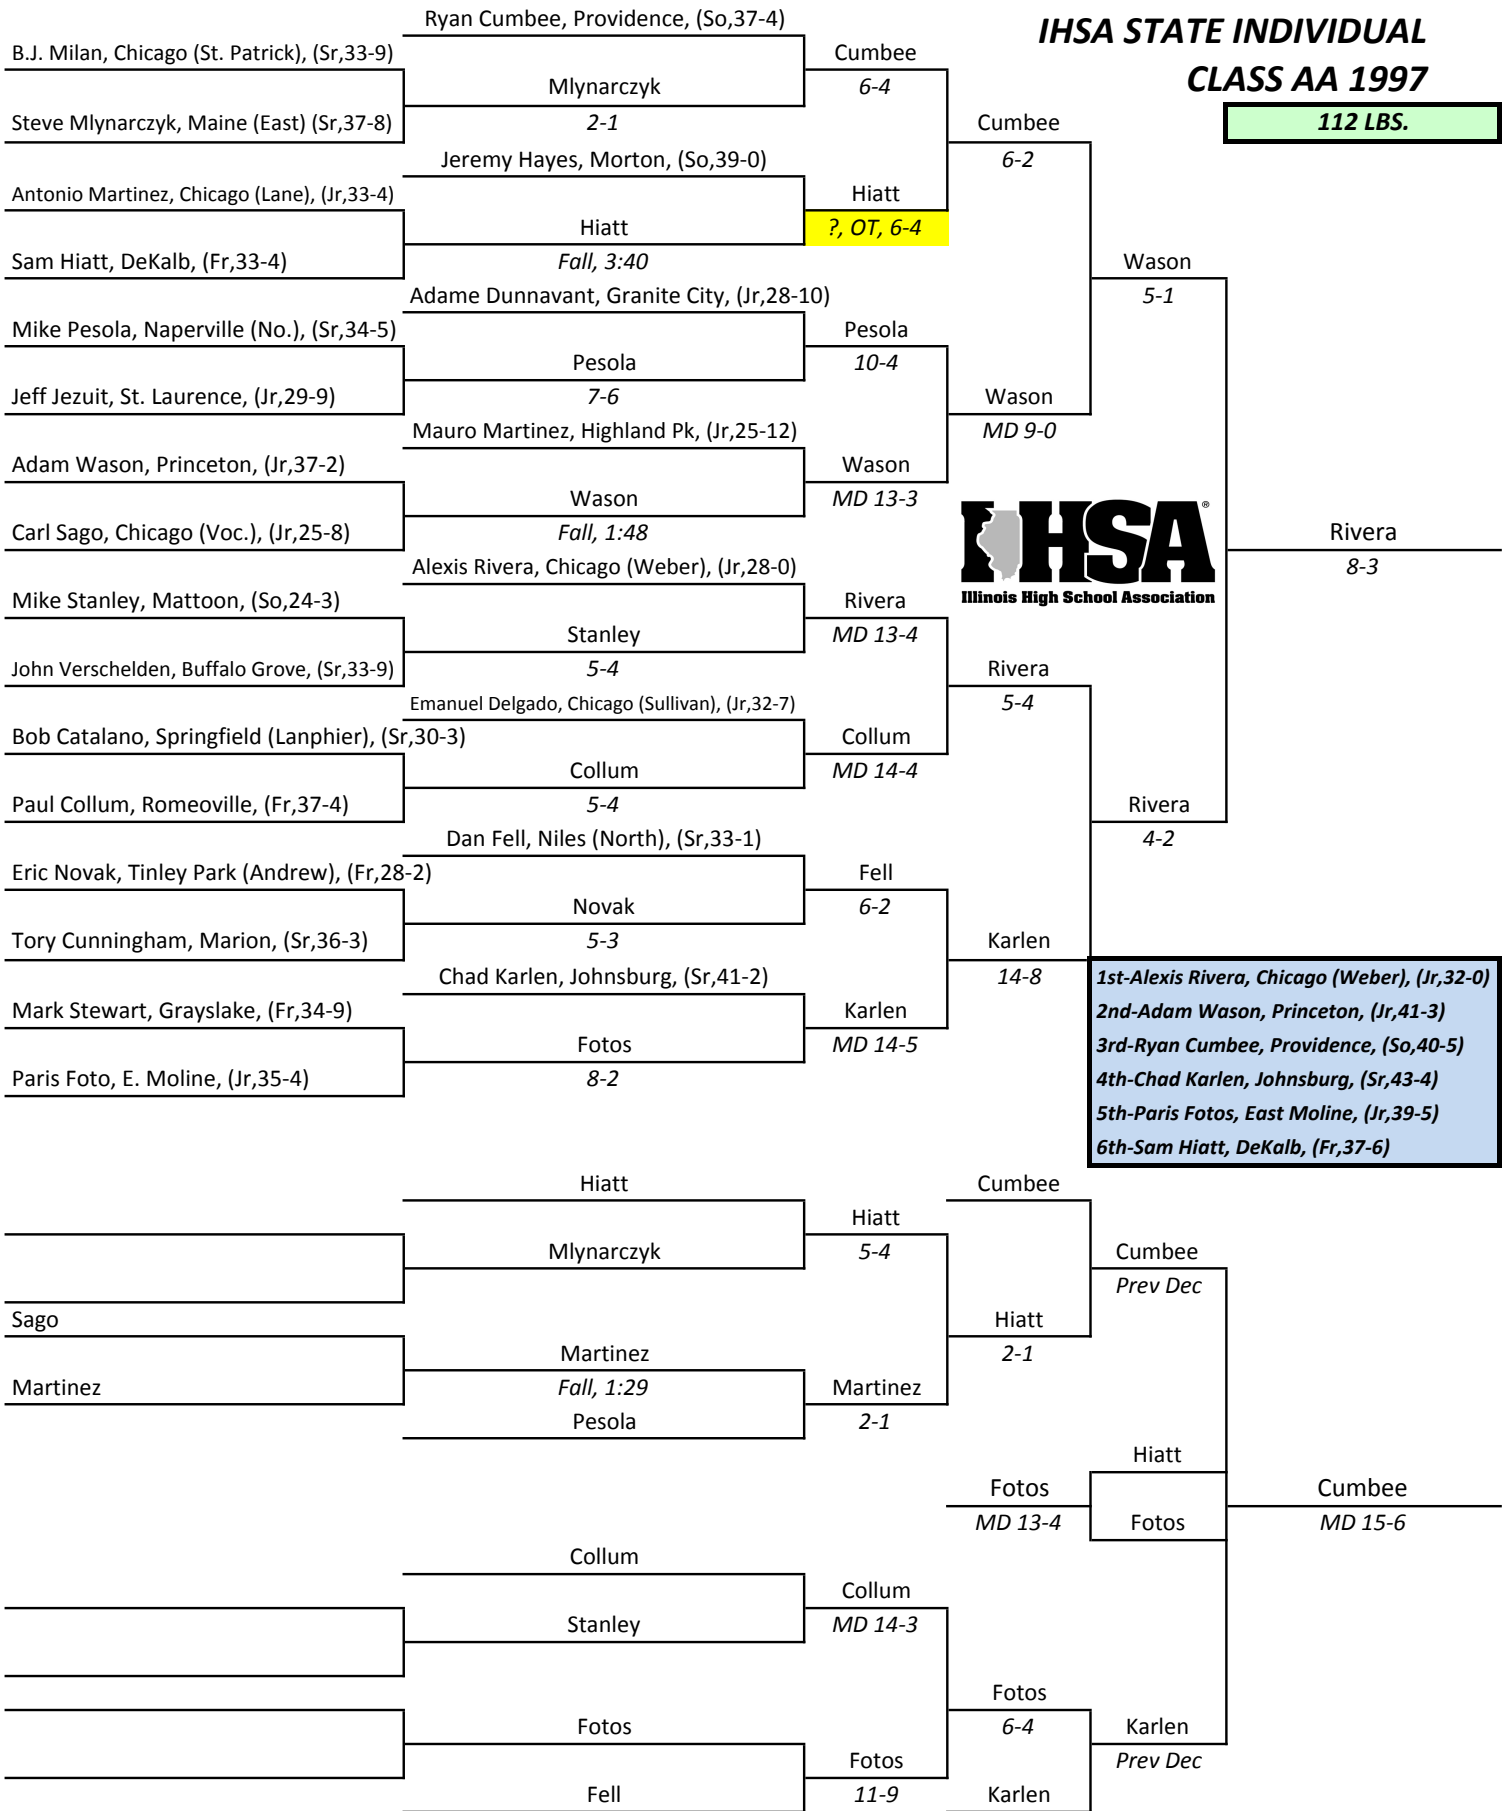 IHSA STATE INDIVIDUAL
CLASS AA 1997
112 LBS.
Ryan Cumbee, Providence, (So,37-4)
B.J. Milan, Chicago (St. Patrick), (Sr,33-9)
Cumbee
Mlynarczyk
6-4
Steve Mlynarczyk, Maine (East) (Sr,37-8)
2-1
Cumbee
Jeremy Hayes, Morton, (So,39-0)
6-2
Antonio Martinez, Chicago (Lane), (Jr,33-4)
Hiatt
Hiatt
?, OT, 6-4
Sam Hiatt, DeKalb, (Fr,33-4)
Fall, 3:40
Wason
Adame Dunnavant, Granite City, (Jr,28-10)
5-1
Mike Pesola, Naperville (No.), (Sr,34-5)
Pesola
Pesola
10-4
Jeff Jezuit, St. Laurence, (Jr,29-9)
7-6
Wason
Mauro Martinez, Highland Pk, (Jr,25-12)
MD 9-0
Adam Wason, Princeton, (Jr,37-2)
Wason
Wason
MD 13-3
Carl Sago, Chicago (Voc.), (Jr,25-8)
Fall, 1:48
IHSA®
Illinois High School Association
Rivera
8-3
Alexis Rivera, Chicago (Weber), (Jr,28-0)
Mike Stanley, Mattoon, (So,24-3)
Rivera
Stanley
MD 13-4
John Verschelden, Buffalo Grove, (Sr,33-9)
5-4
Rivera
Emanuel Delgado, Chicago (Sullivan), (Jr,32-7)
5-4
Bob Catalano, Springfield (Lanphier), (Sr,30-3)
Collum
Collum
MD 14-4
Paul Collum, Romeoville, (Fr,37-4)
5-4
Rivera
Dan Fell, Niles (North), (Sr,33-1)
4-2
Eric Novak, Tinley Park (Andrew), (Fr,28-2)
Fell
Novak
6-2
Tory Cunningham, Marion, (Sr,36-3)
5-3
Karlen
Chad Karlen, Johnsburg, (Sr,41-2)
14-8
Mark Stewart, Grayslake, (Fr,34-9)
Karlen
Fotos
MD 14-5
Paris Foto, E. Moline, (Jr,35-4)
8-2
1st-Alexis Rivera, Chicago (Weber), (Jr,32-0)
2nd-Adam Wason, Princeton, (Jr,41-3)
3rd-Ryan Cumbee, Providence, (So,40-5)
4th-Chad Karlen, Johnsburg, (Sr,43-4)
5th-Paris Fotos, East Moline, (Jr,39-5)
6th-Sam Hiatt, DeKalb, (Fr,37-6)
Hiatt
Cumbee
Hiatt
Mlynarczyk
5-4
Cumbee
Prev Dec
Sago
Hiatt
Martinez
2-1
Martinez
Fall, 1:29
Martinez
Pesola
2-1
Hiatt
Fotos
Cumbee
MD 13-4
Fotos
MD 15-6
Collum
Collum
Stanley
MD 14-3
Fotos
Fotos
6-4
Karlen
Fotos
Prev Dec
Fell
11-9
Karlen